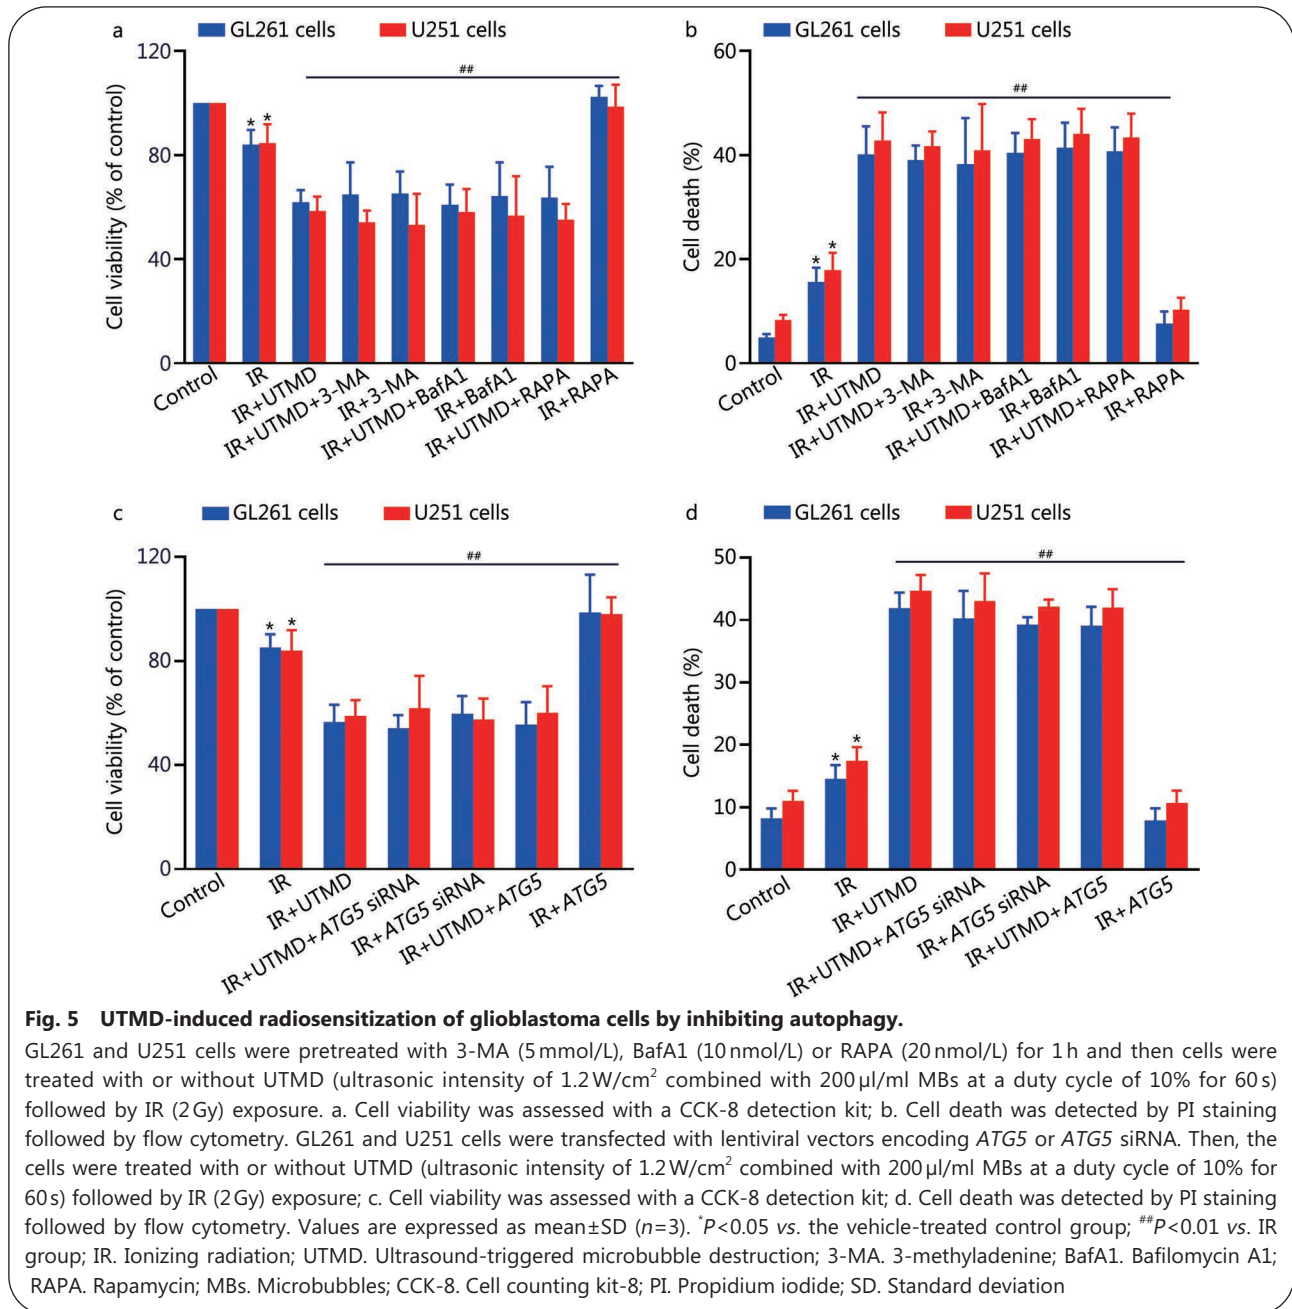 a
GL261 cells
U251 cells
120
80
40
0
Cell viability (% of control)
*
*
##
Control
IR
IR+UTMD
IR+UTMD+3-MA
IR+3-MA
IR+UTMD+BafA1
IR+BafA1
IR+UTMD+RAPA
IR+RAPA
b
GL261 cells
U251 cells
60
40
20
0
Cell death (%)
*
*
##
Control
IR
IR+UTMD
IR+UTMD+3-MA
IR+3-MA
IR+UTMD+BafA1
IR+BafA1
IR+UTMD+RAPA
IR+RAPA
c
GL261 cells
U251 cells
120
80
40
0
Cell viability (% of control)
*
*
##
Control
IR
IR+UTMD
IR+UTMD+ATG5 siRNA
IR+ATG5 siRNA
IR+UTMD+ATG5
IR+ATG5
d
GL261 cells
U251 cells
50
40
30
20
10
0
Cell death (%)
*
*
##
Control
IR
IR+UTMD
IR+UTMD+ATG5 siRNA
IR+ATG5 siRNA
IR+UTMD+ATG5
IR+ATG5
Fig. 5 UTMD-induced radiosensitization of glioblastoma cells by inhibiting autophagy.
GL261 and U251 cells were pretreated with 3-MA (5 mmol/L), BafA1 (10 nmol/L) or RAPA (20 nmol/L) for 1 h and then cells were
treated with or without UTMD (ultrasonic intensity of 1.2 W/cm² combined with 200 µl/ml MBs at a duty cycle of 10% for 60 s)
followed by IR (2 Gy) exposure. a. Cell viability was assessed with a CCK-8 detection kit; b. Cell death was detected by PI staining
followed by flow cytometry. GL261 and U251 cells were transfected with lentiviral vectors encoding ATG5 or ATG5 siRNA. Then, the
cells were treated with or without UTMD (ultrasonic intensity of 1.2 W/cm² combined with 200 µl/ml MBs at a duty cycle of 10% for
60 s) followed by IR (2 Gy) exposure; c. Cell viability was assessed with a CCK-8 detection kit; d. Cell death was detected by PI staining
followed by flow cytometry. Values are expressed as mean±SD (n=3). *P<0.05 vs. the vehicle-treated control group; ##P<0.01 vs. IR
group; IR. Ionizing radiation; UTMD. Ultrasound-triggered microbubble destruction; 3-MA. 3-methyladenine; BafA1. Bafilomycin A1;
RAPA. Rapamycin; MBs. Microbubbles; CCK-8. Cell counting kit-8; PI. Propidium iodide; SD. Standard deviation